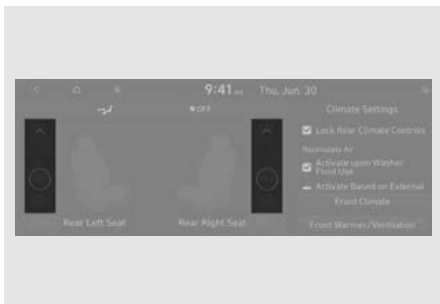 9:41 Thu, Jun. 30
OFF
Climate Settings
Lock Rear Climate Controls
Recirculate Air
Activate upon Washer
Fluid Use
Activate Based on External
Front Climate
Rear Left Seat
Rear Right Seat
Front Warmer/Ventilation